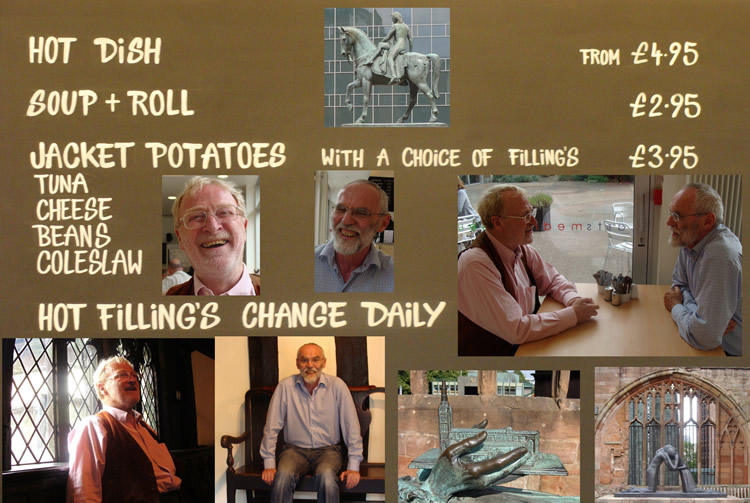 HOT DISH FROM £4.95
SOUP + ROLL £2.95
JACKET POTATOES WITH A CHOICE OF FILLING'S £3.95
TUNA
CHEESE
BEANS
COLESLAW
HOT FILLING'S CHANGE DAILY